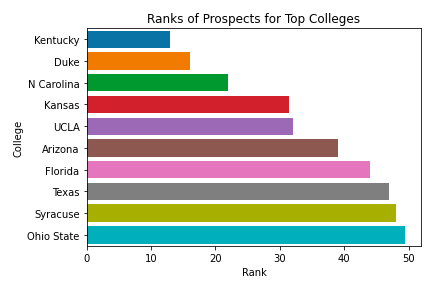 Ranks of Prospects for Top Colleges
College
Kentucky
Duke
N Carolina
Kansas
UCLA
Arizona
Florida
Texas
Syracuse
Ohio State
0 10 20 30 40 50
Rank